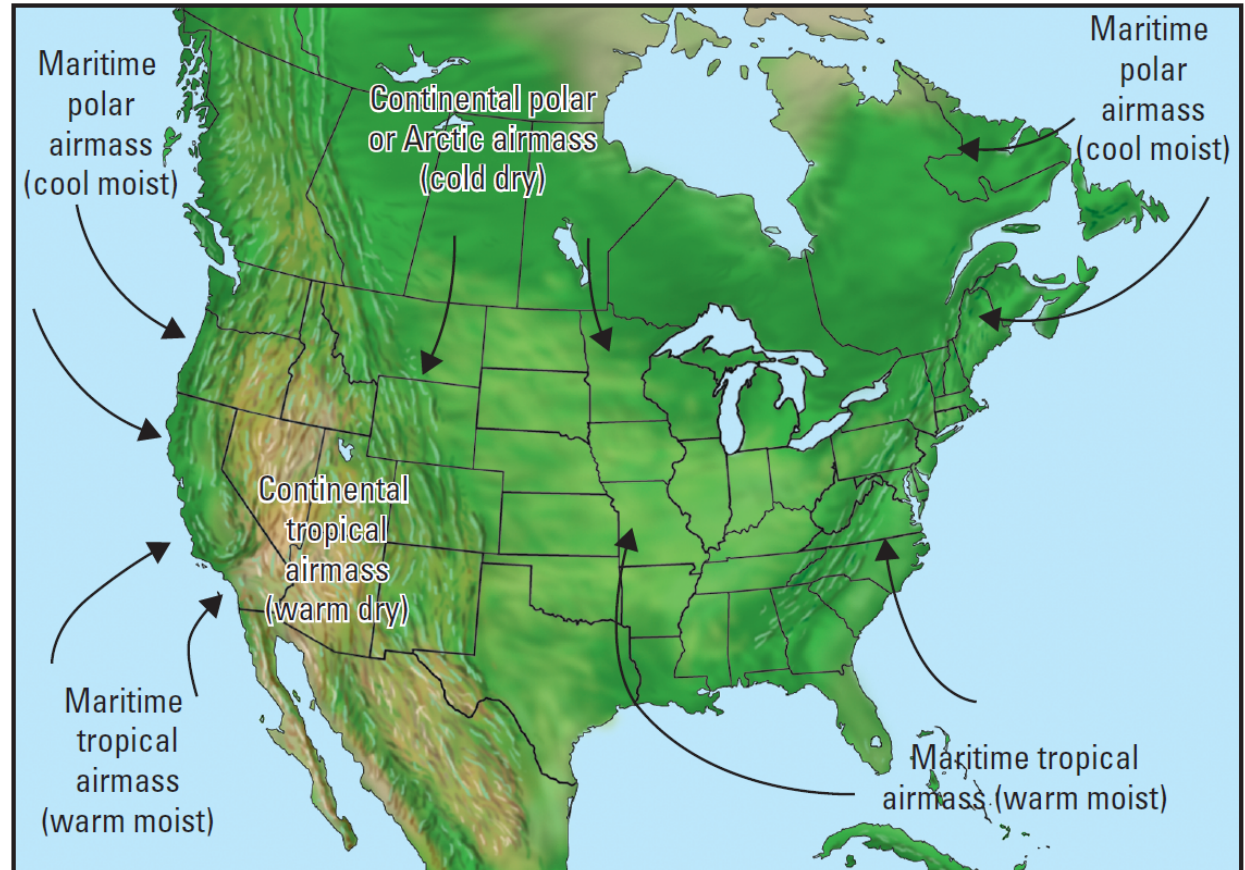 Maritime
polar
airmass
(cool moist)
Continental polar
or Arctic airmass
(cold dry)
Maritime
polar
airmass
(cool moist)
Continental
tropical
airmass
(warm dry)
Maritime
tropical
airmass
(warm moist)
Maritime tropical
airmass (warm moist)